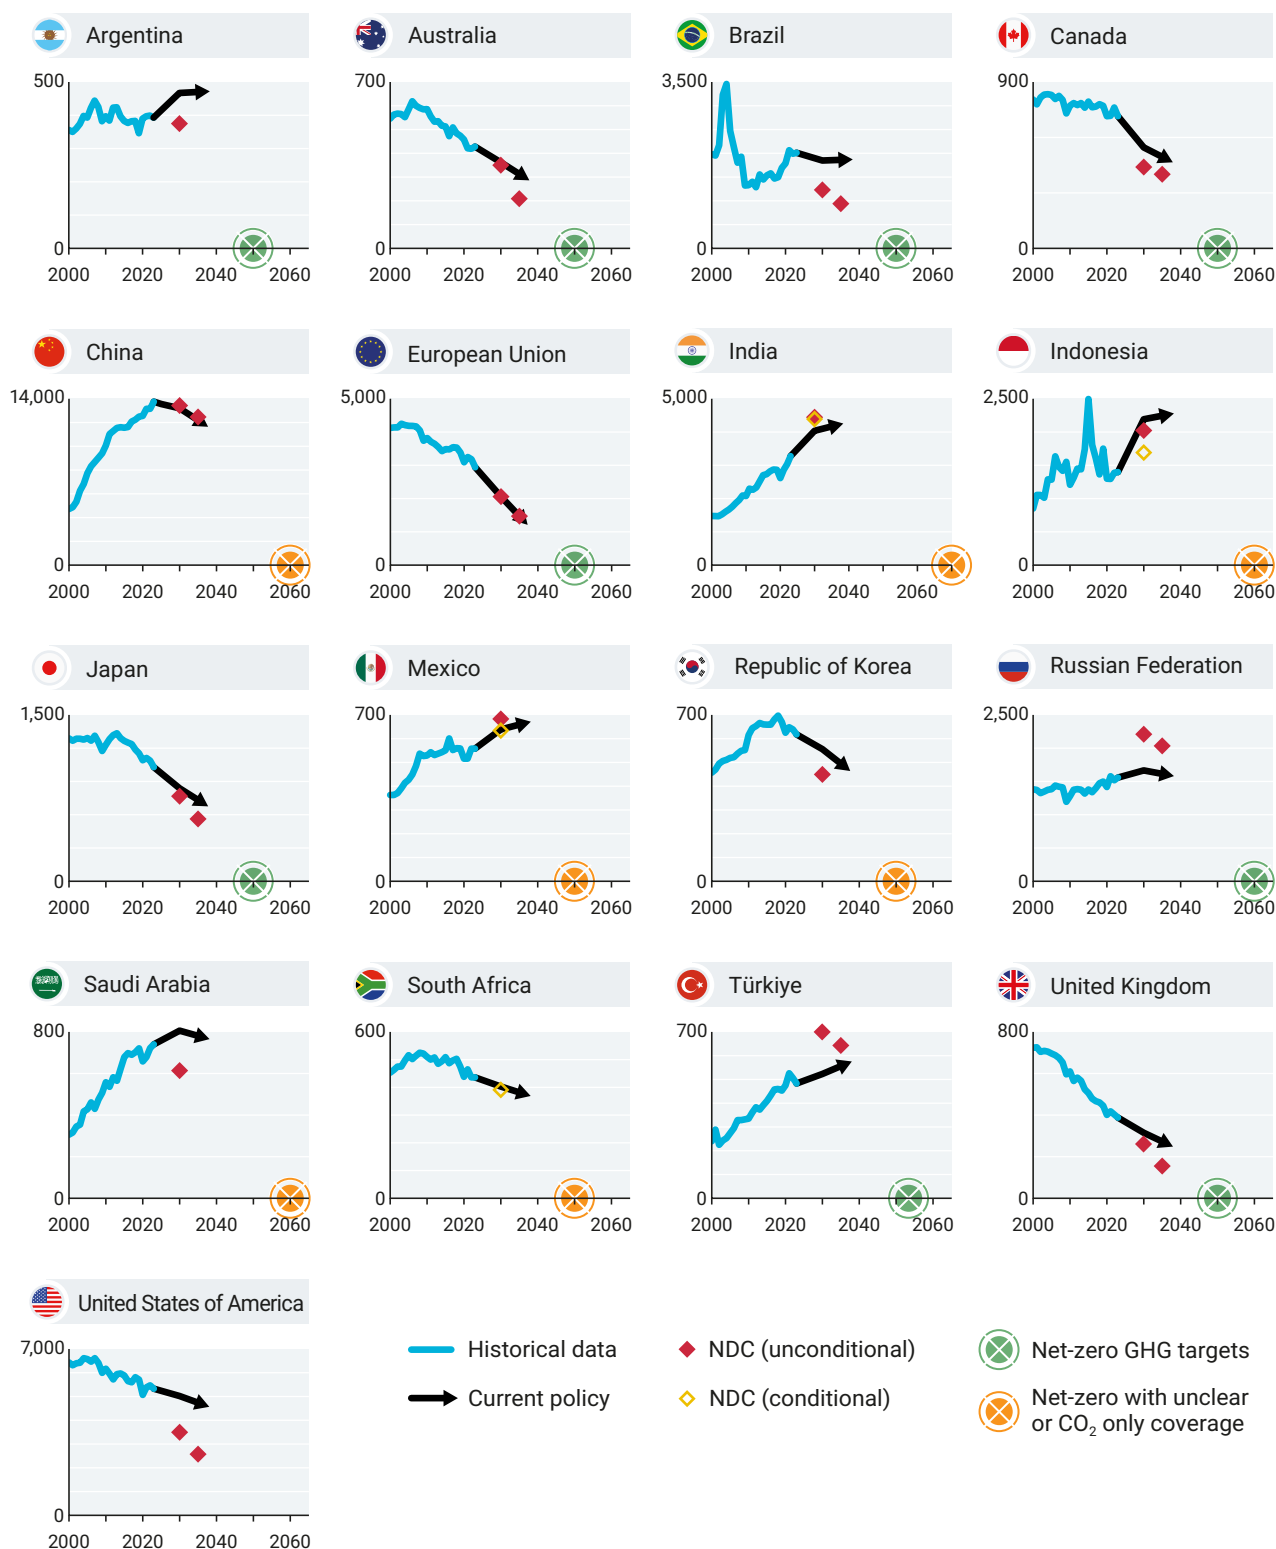 Argentina
Australia
Brazil
Canada
500
700
3,500
900
0
0
0
0
2000 2020 2040 2060
2000 2020 2040 2060
2000 2020 2040 2060
2000 2020 2040 2060
China
European Union
India
Indonesia
14,000
5,000
5,000
2,500
0
0
0
0
2000 2020 2040 2060
2000 2020 2040 2060
2000 2020 2040 2060
2000 2020 2040 2060
Japan
Mexico
Republic of Korea
Russian Federation
1,500
700
700
2,500
0
0
0
0
2000 2020 2040 2060
2000 2020 2040 2060
2000 2020 2040 2060
2000 2020 2040 2060
Saudi Arabia
South Africa
Türkiye
United Kingdom
800
600
700
800
0
0
0
0
2000 2020 2040 2060
2000 2020 2040 2060
2000 2020 2040 2060
2000 2020 2040 2060
United States of America
7,000
0
2000 2020 2040 2060
Historical data
Current policy
NDC (unconditional)
NDC (conditional)
Net-zero GHG targets
Net-zero with unclear
or CO₂ only coverage